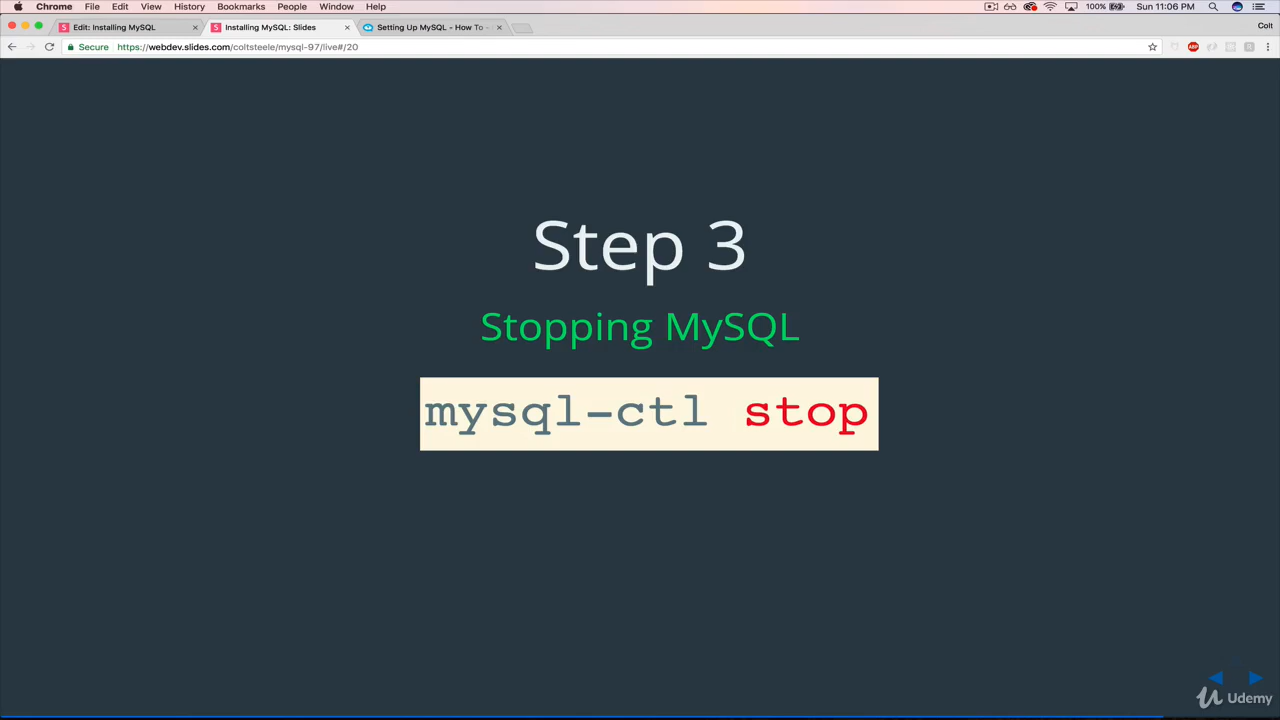 Chrome File Edit View History Bookmarks People Window Help 100% Sun 11:06 PM
Edit: Installing MySQL
Installing MySQL: Slides
Setting Up MySQL - How To -
Colt
Secure https://webdev.slides.com/coltsteele/mysql-97/live#/20
ABP
Step 3
Stopping MySQL
mysql-ctl stop
Udemy